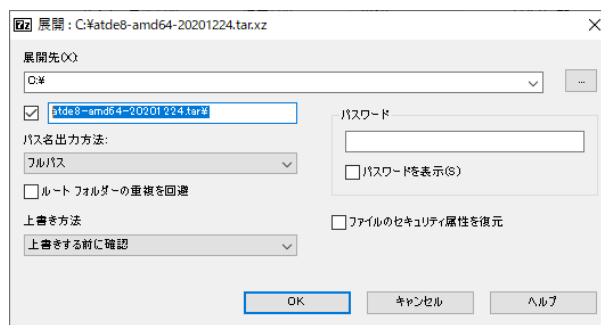 7z 展開 : C:¥atde8-amd64-20201224.tar.xz
展開先(X):
C:¥
...
atde8-amd64-20201224.tar¥
パスワード
パス名出力方法:
フルパス
パスワードを表示(S)
ルート フォルダーの重複を回避
上書き方法
ファイルのセキュリティ属性を復元
上書きする前に確認
OK
キャンセル
ヘルプ